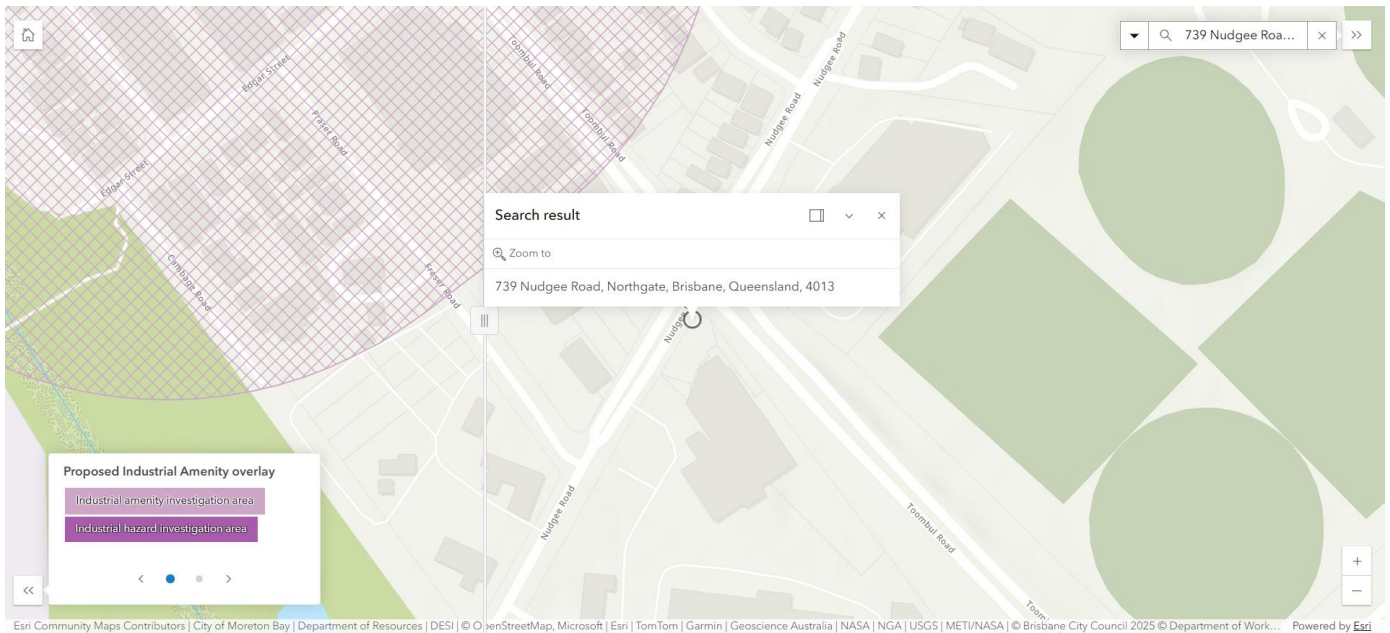 739 Nudgee Roa...
Edgar Street
Toombul Road
Nudgee Road
Fraser Road
Toombul Road
Nudgee Road
Edgar Street
Search result
Zoom to
739 Nudgee Road, Northgate, Brisbane, Queensland, 4013
Cambage Road
Fraser Road
Nudgee
Proposed Industrial Amenity overlay
Industrial amenity investigation area
Industrial hazard investigation area
Nudgee Road
Toombul Road
Toom
Esri Community Maps Contributors | City of Moreton Bay | Department of Resources | DESI | © OpenStreetMap, Microsoft | Esri | TomTom | Garmin | Geoscience Australia | NASA | NGA | USGS | METI/NASA | © Brisbane City Council 2025 © Department of Work... Powered by Esri